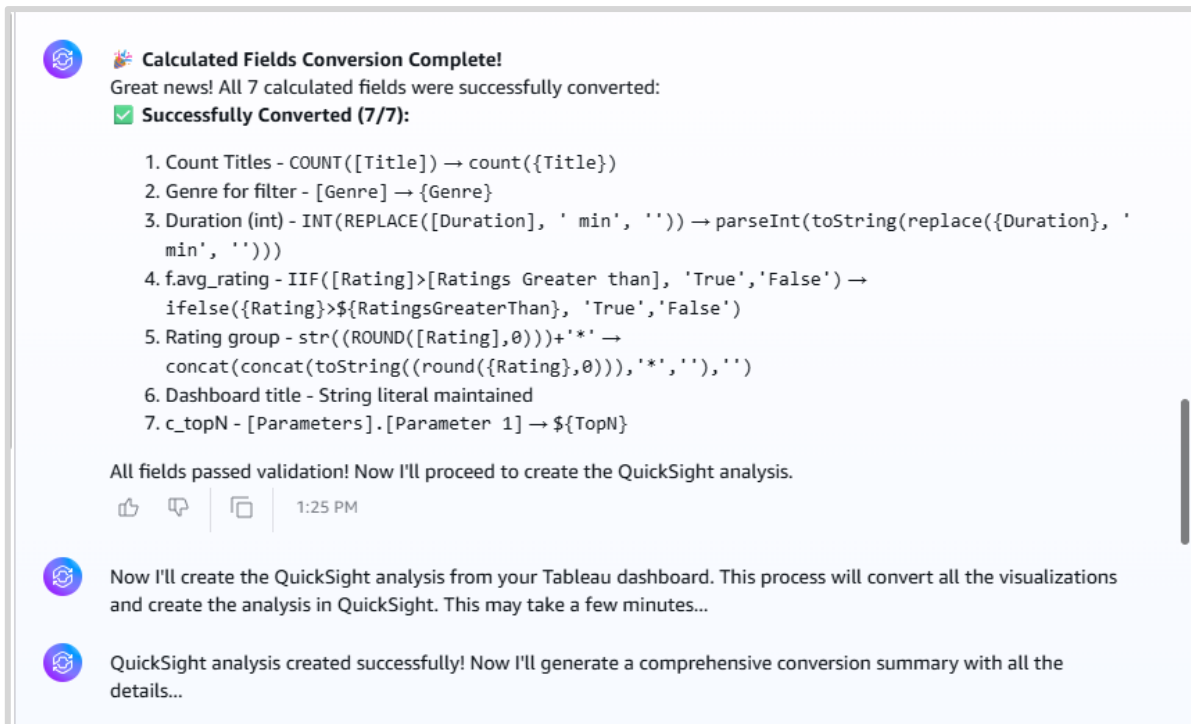 🎉 Calculated Fields Conversion Complete!
Great news! All 7 calculated fields were successfully converted:
✅ Successfully Converted (7/7):
1. Count Titles - COUNT([Title]) → count({Title})
2. Genre for filter - [Genre] → {Genre}
3. Duration (int) - INT(REPLACE([Duration], ' min', '')) → parseInt(toString(replace({Duration}, '
min', '')))
4. f.avg_rating - IIF([Rating]>[Ratings Greater than], 'True','False') →
ifelse({Rating}>${RatingsGreaterThan}, 'True','False')
5. Rating group - str((ROUND([Rating],0)))+'*' →
concat(concat(toString((round({Rating},0))),'*',''),'')
6. Dashboard title - String literal maintained
7. c_topN - [Parameters].[Parameter 1] → ${TopN}
All fields passed validation! Now I'll proceed to create the QuickSight analysis.
1:25 PM
Now I'll create the QuickSight analysis from your Tableau dashboard. This process will convert all the visualizations
and create the analysis in QuickSight. This may take a few minutes...
QuickSight analysis created successfully! Now I'll generate a comprehensive conversion summary with all the
details...